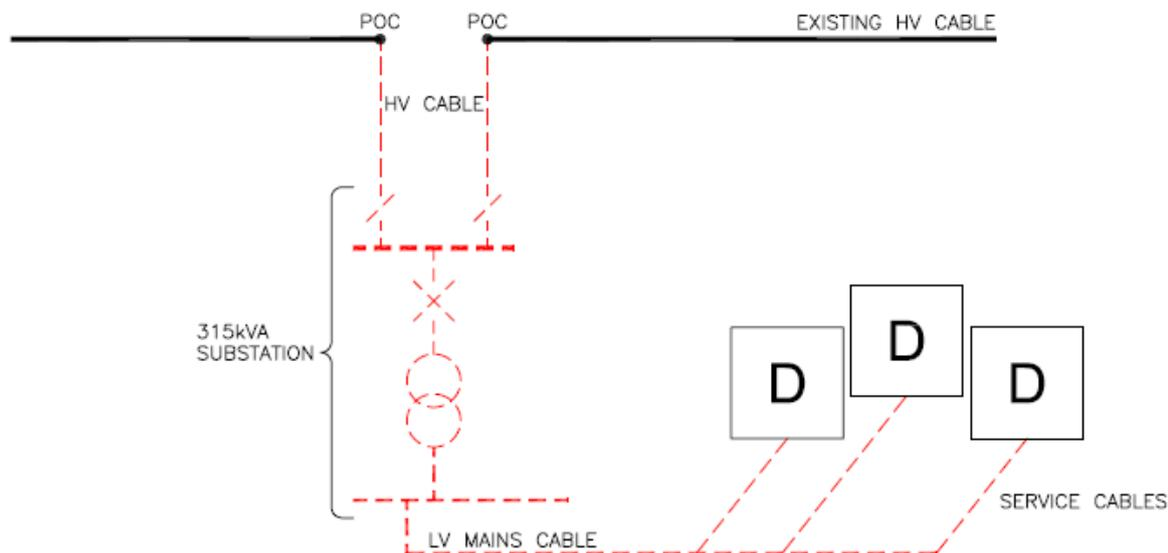 POC
POC
EXISTING HV CABLE
HV CABLE
315kVA
SUBSTATION
D
D
D
SERVICE CABLES
LV MAINS CABLE